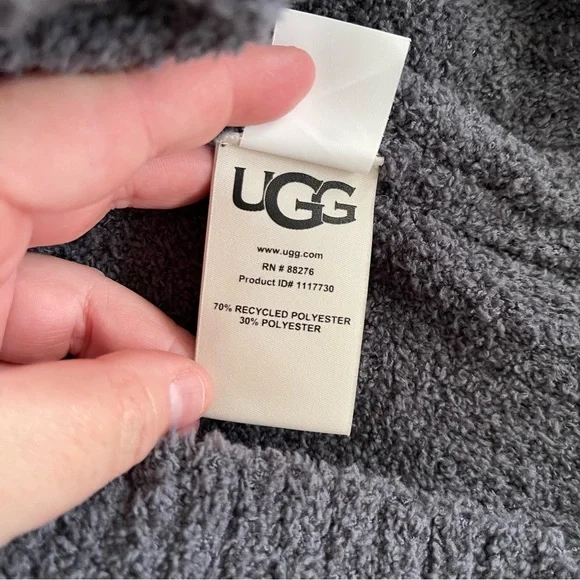 UGG
www.ugg.com
RN # 88276
Product ID# 1117730
70% RECYCLED POLYESTER
30% POLYESTER